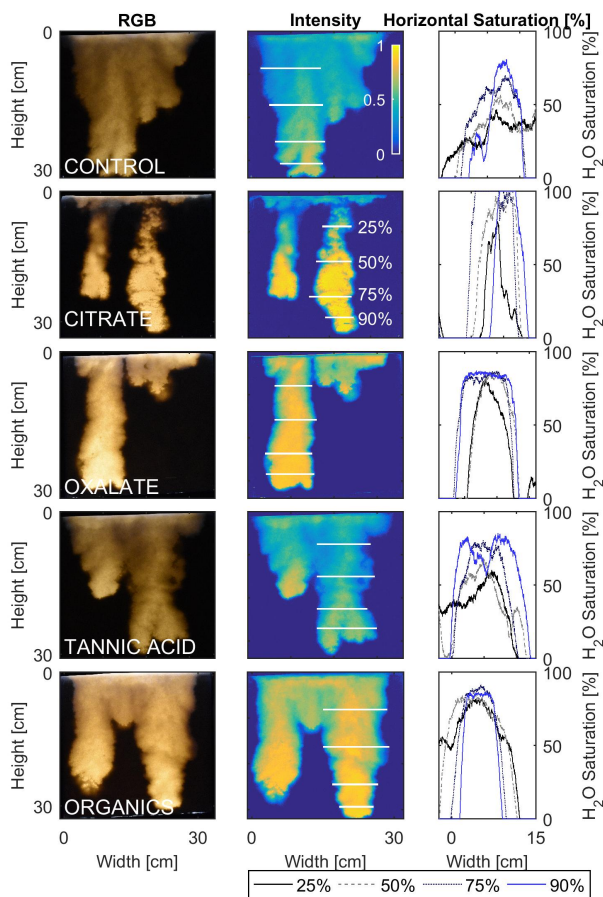 RGB Intensity Horizontal Saturation [%]
0 1 100
Height [cm] 0.5 50 H2O Saturation [%]
30 CONTROL 0 0
0 100
Height [cm] 25% 50 H2O Saturation [%]
50%
75%
30 CITRATE 90% 0
0 100
Height [cm] 50 H2O Saturation [%]
30 OXALATE 0
0 100
Height [cm] 50 H2O Saturation [%]
30 TANNIC ACID 0
0 100
Height [cm] 50 H2O Saturation [%]
30 ORGANICS 0
0 30 0 30 0 15
Width [cm] Width [cm] Width [cm]
25% 50% 75% 90%